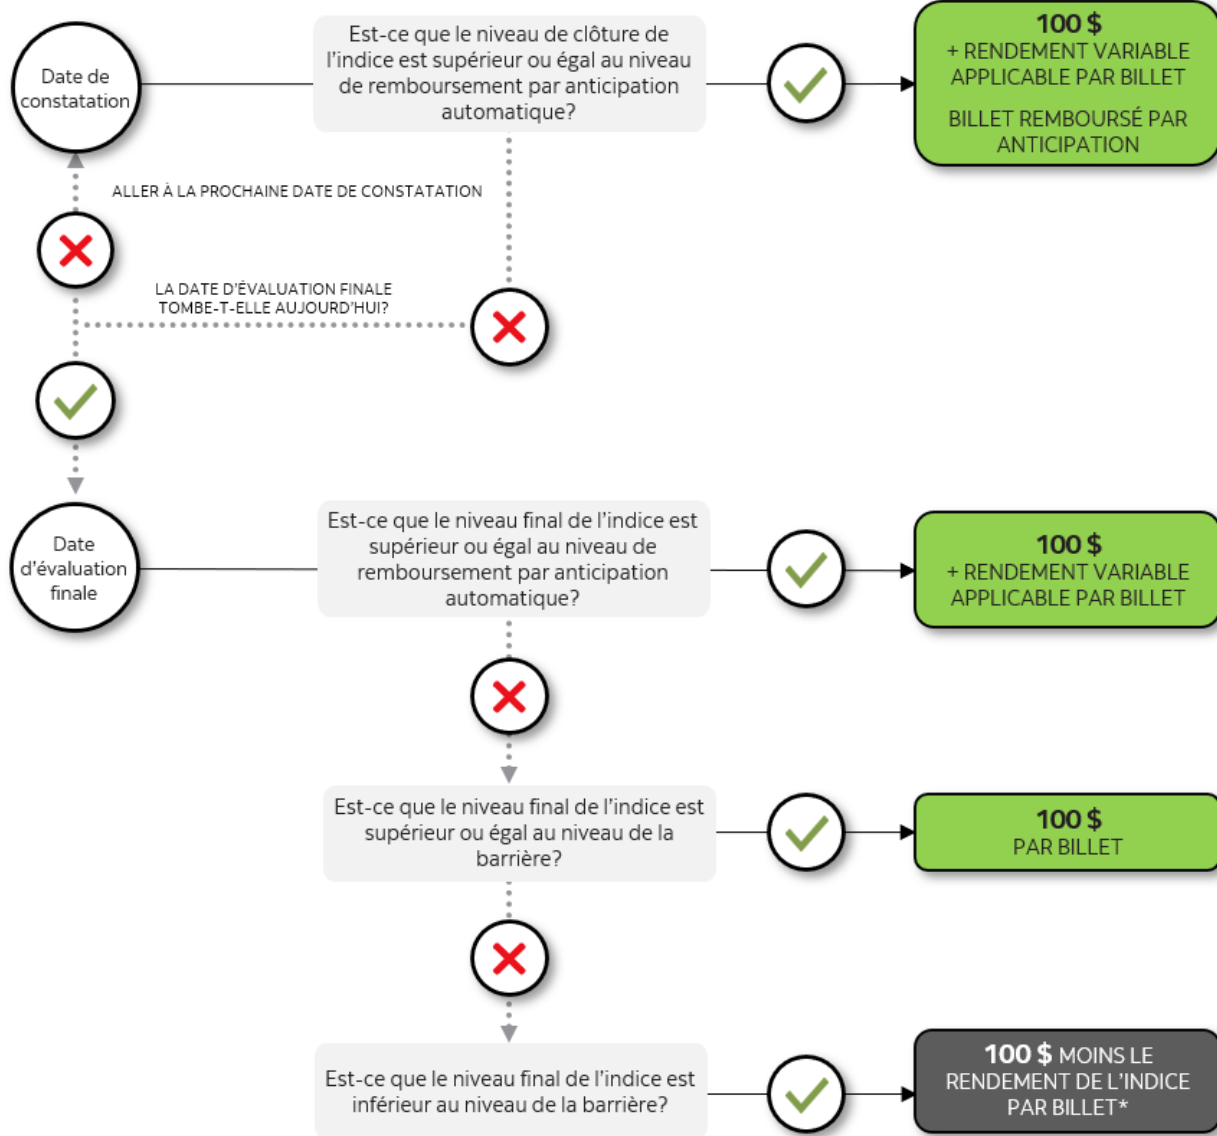 Date de
constatation
Est-ce que le niveau de clôture de
l'indice est supérieur ou égal au niveau
de remboursement par anticipation
automatique?
100 $
+ RENDEMENT VARIABLE
APPLICABLE PAR BILLET
BILLET REMBOURSÉ PAR
ANTICIPATION
ALLER À LA PROCHAINE DATE DE CONSTATATION
LA DATE D'ÉVALUATION FINALE
TOMBE-T-ELLE AUJOURD'HUI?
Date
d'évaluation
finale
Est-ce que le niveau final de l'indice est
supérieur ou égal au niveau de
remboursement par anticipation
automatique?
100 $
+ RENDEMENT VARIABLE
APPLICABLE PAR BILLET
Est-ce que le niveau final de l'indice est
supérieur ou égal au niveau de la
barrière?
100 $
PAR BILLET
Est-ce que le niveau final de l'indice est
inférieur au niveau de la barrière?
100 $ MOINS LE
RENDEMENT DE L'INDICE
PAR BILLET*